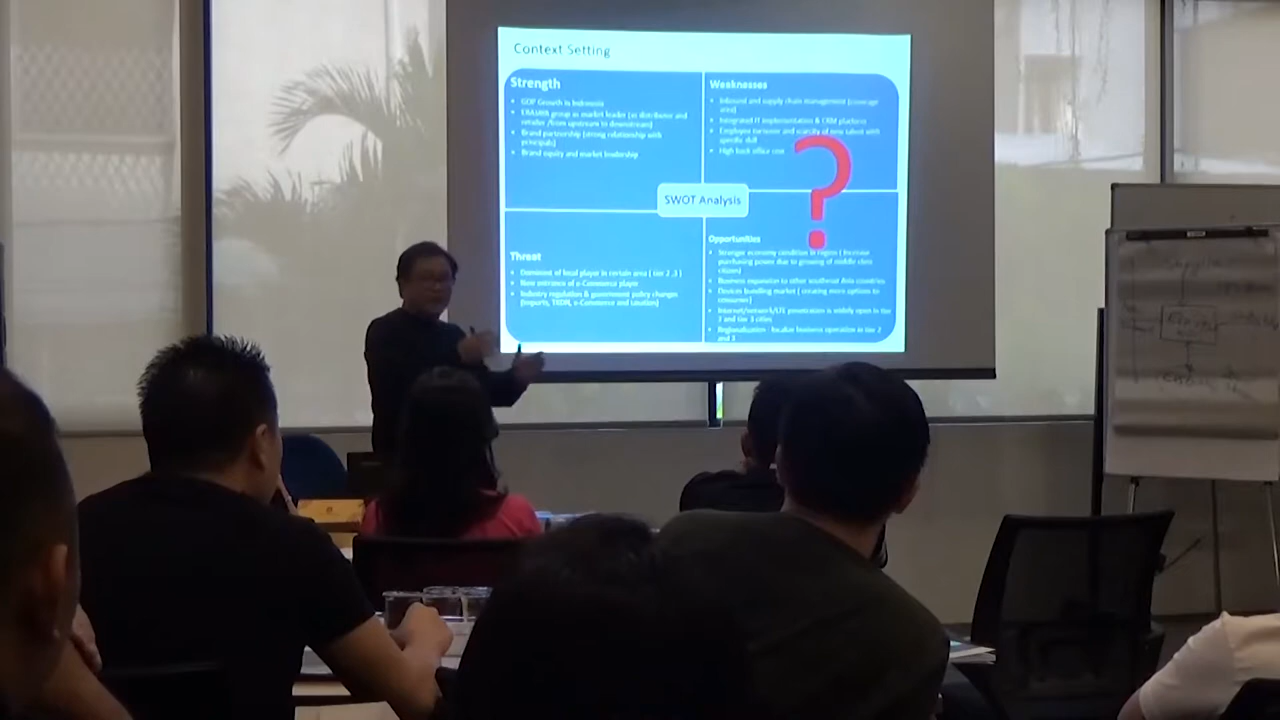 Context Setting
Strength
• GDP Growth in Indonesia
• ERAJAYA group as market leader (as distributor and
retailer /from upstream to downstream)
• Brand partnership (strong relationship with
principals)
• Brand equity and market leadership
Weaknesses
• Inbound and supply chain management (coverage
area)
• Integrated IT implementation & CRM platform
• Employee turnover and scarcity of new talent with
specific skill
• High back office cost
?
SWOT Analysis
Threat
• Dominant of local player in certain area ( tier 2 ,3 )
• New entrance of e-Commerce player
• Industry regulation & government policy changes
(imports, TKDN, e-Commerce and taxation)
Opportunities
• Stronger economy condition in region ( Increase
purchasing power due to growing of middle class
citizen)
• Business expansion to other southeast Asia countries
• Devices bundling market ( creating more options to
consumer)
• Internet/network/LTE penetration is widely open in tier
2 and tier 3 cities
• Regionalisation : localize business operation in tier 2
and 3